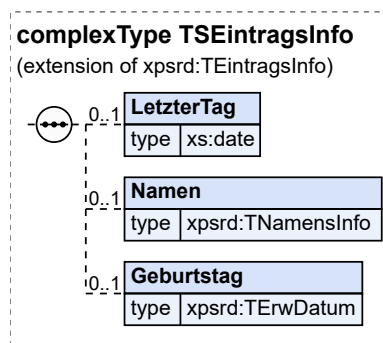 complexType TSEintragsInfo
(extension of xpsrd:TEintragsInfo)
0..1 LetzterTag
type xs:date
0..1 Namen
type xpsrd:TNamensInfo
0..1 Geburtstag
type xpsrd:TErwDatum